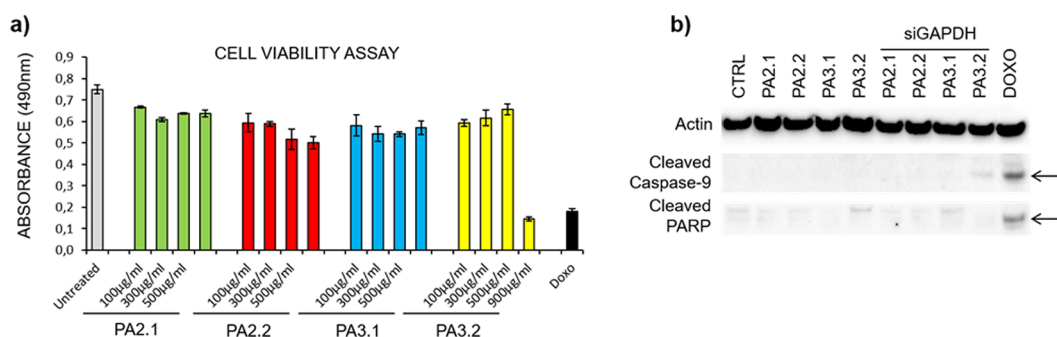 a)
CELL VIABILITY ASSAY
ABSORBANCE (490nm)
0,9
0,8
0,7
0,6
0,5
0,4
0,3
0,2
0,1
0,0
Untreated
100µg/ml
300µg/ml
500µg/ml
100µg/ml
300µg/ml
500µg/ml
100µg/ml
300µg/ml
500µg/ml
100µg/ml
300µg/ml
500µg/ml
900µg/ml
Doxo
PA2.1
PA2.2
PA3.1
PA3.2
b)
siGAPDH
CTRL
PA2.1
PA2.2
PA3.1
PA3.2
PA2.1
PA2.2
PA3.1
PA3.2
DOXO
Actin
Cleaved
Caspase-9
Cleaved
PARP